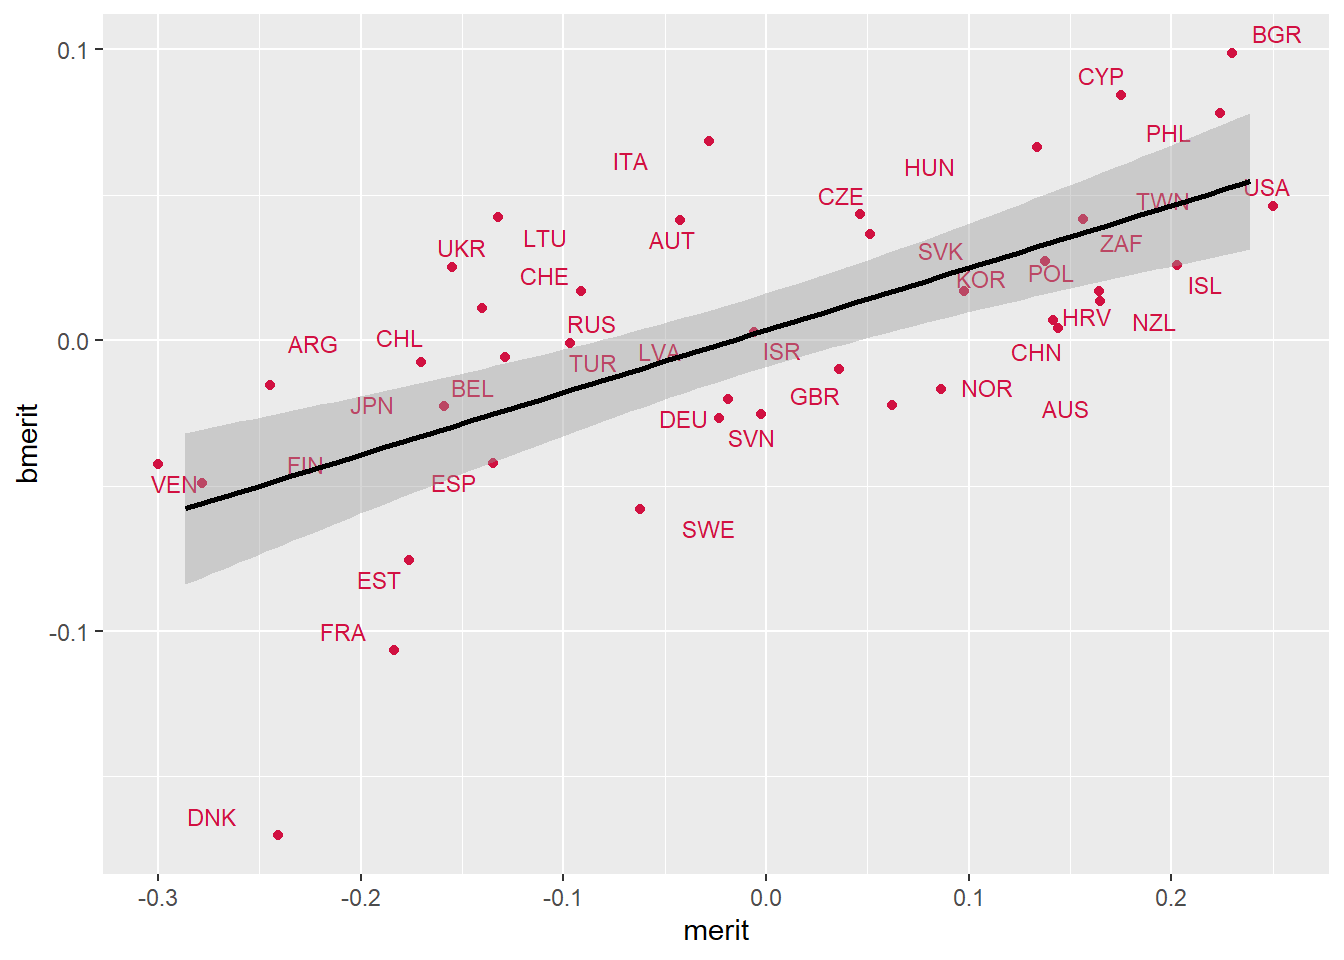 BGR
0.1
CYP
PHL
ITA
HUN
USA
CZE
TWN
LTU
AUT
ZAF
UKR
SVK
CHE
POL
KOR
ISL
RUS
HRV
NZL
0.0
CHL
ARG
LVA
ISR
CHN
TUR
BEL
NOR
GBR
JPN
AUS
DEU
SVN
bmerit
FIN
VEN
ESP
SWE
EST
-0.1
FRA
DNK
-0.3
-0.2
-0.1
0.0
0.1
0.2
merit